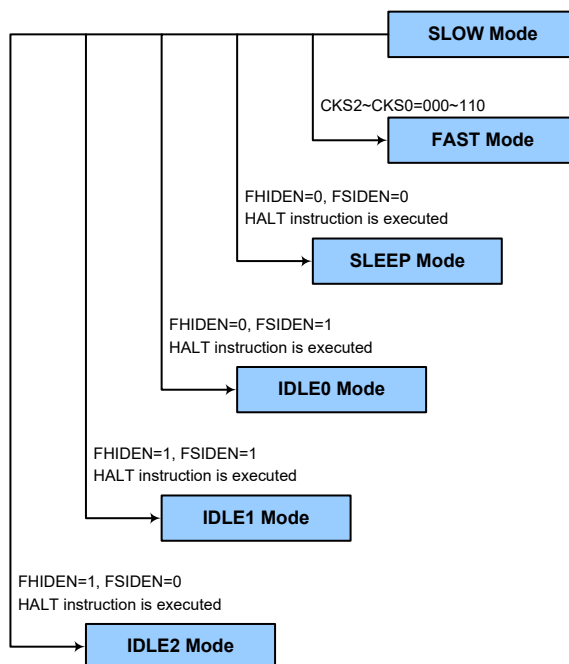 SLOW Mode
CKS2~CKS0=000~110
FAST Mode
FHIDEN=0, FSIDEN=0
HALT instruction is executed
SLEEP Mode
FHIDEN=0, FSIDEN=1
HALT instruction is executed
IDLE0 Mode
FHIDEN=1, FSIDEN=1
HALT instruction is executed
IDLE1 Mode
FHIDEN=1, FSIDEN=0
HALT instruction is executed
IDLE2 Mode